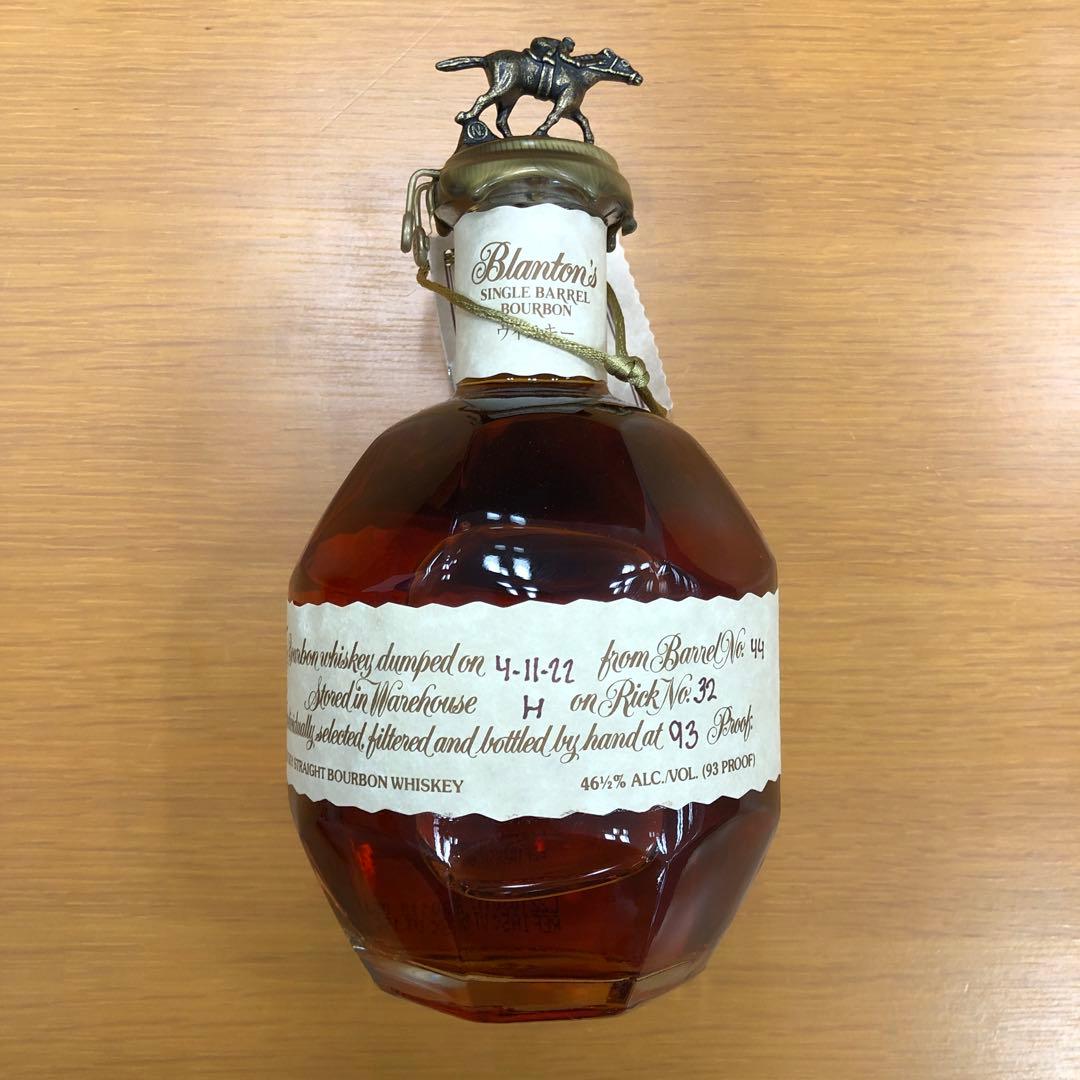 N
Blanton's
SINGLE BARREL
BOURBON
ウイスキー
Bourbon whiskey dumped on 4-11-22 from Barrel No. 44
Stored in Warehouse H on Rick No. 32
selected, filtered and bottled by hand at 93 Proof.
STRAIGHT BOURBON WHISKEY 46½% ALC./VOL. (93 PROOF)